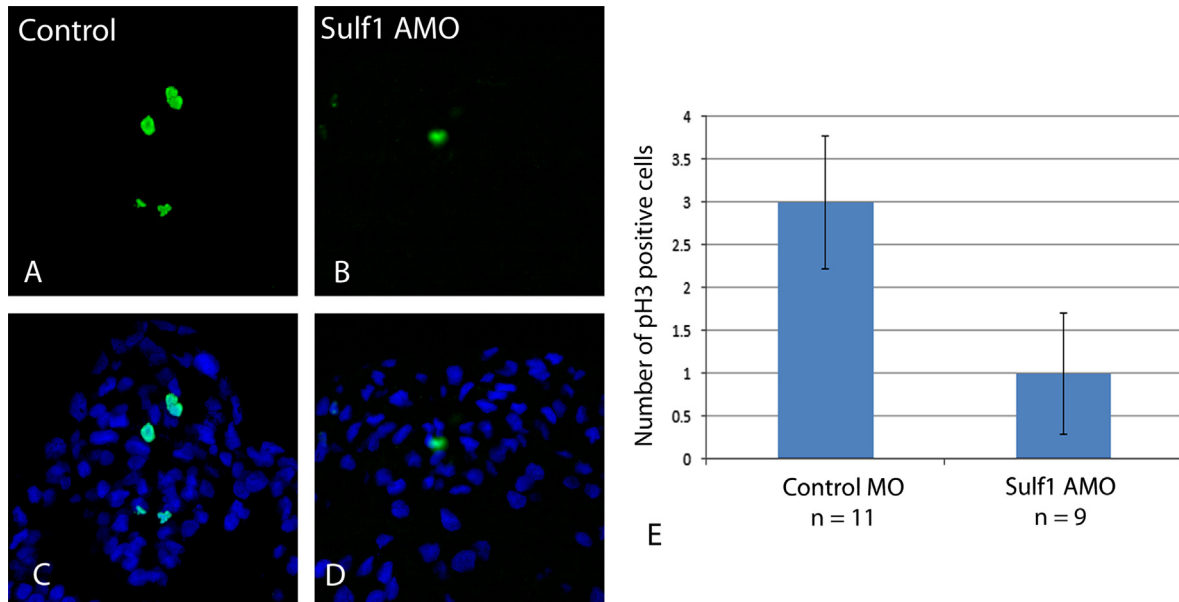 Control
Sulf1 AMO
A
B
C
D
Number of pH3 positive cells
4
3.5
3
2.5
2
1.5
1
0.5
0
Control MO
n = 11
Sulf1 AMO
n = 9
E